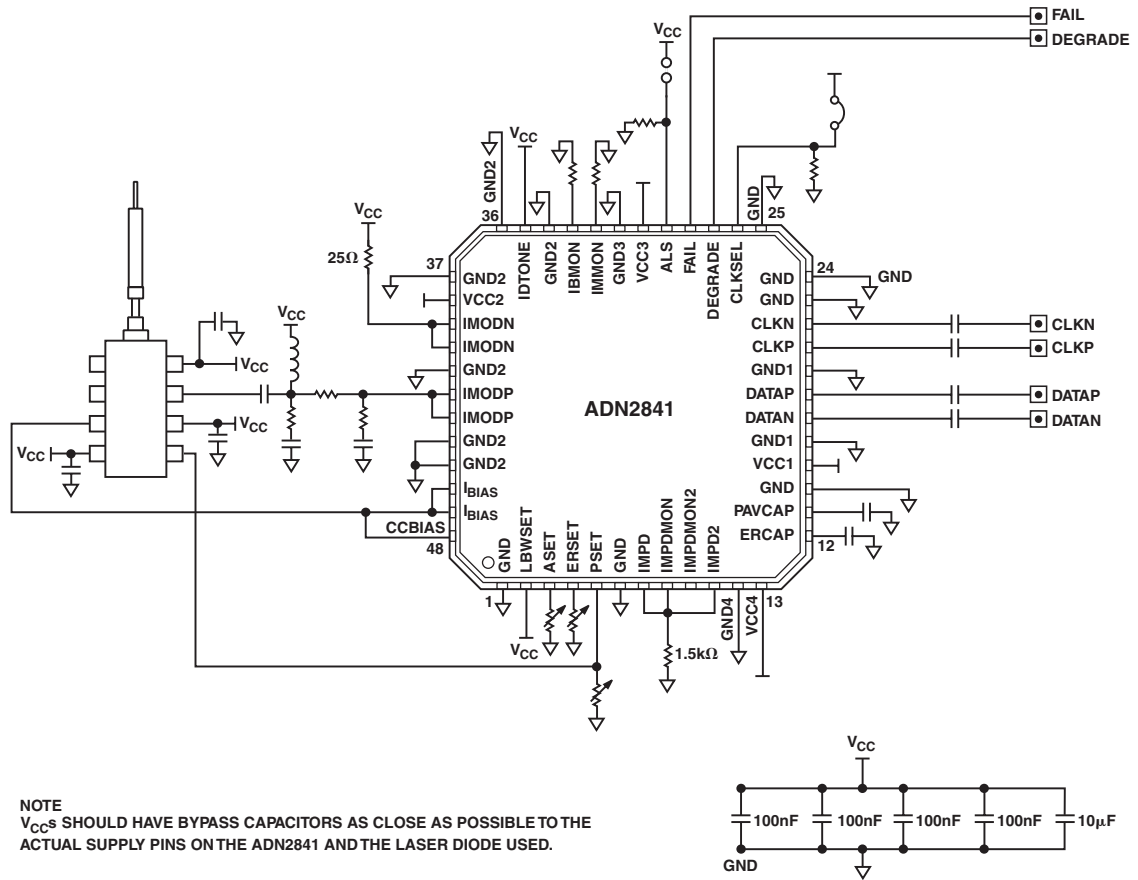 FAIL
DEGRADE
VCC
VCC
GND2
36
GND
25
VCC
25Ω
37
IDTONE
GND2
IBMON
IMMON
GND3
VCC3
ALS
FAIL
DEGRADE
CLKSEL
24
GND2
VCC2
IMODN
IMODN
GND2
IMODP
IMODP
GND2
GND2
IBIAS
IBIAS
CCBIAS
48
ADN2841
GND
GND
GND
CLKN
CLKP
GND1
DATAP
DATAN
GND1
VCC1
GND
PAVCAP
ERCAP
12
CLKN
CLKP
DATAP
DATAN
VCC
VCC
VCC
VCC
GND
LBWSET
ASET
ERSET
PSET
GND
IMPD
IMPDMON
IMPDMON2
IMPD2
1
GND4
VCC4
13
VCC
1.5kΩ
VCC
100nF
100nF
100nF
100nF
10μF
GND
NOTE
VCCs SHOULD HAVE BYPASS CAPACITORS AS CLOSE AS POSSIBLE TO THE
ACTUAL SUPPLY PINS ON THE ADN2841 AND THE LASER DIODE USED.